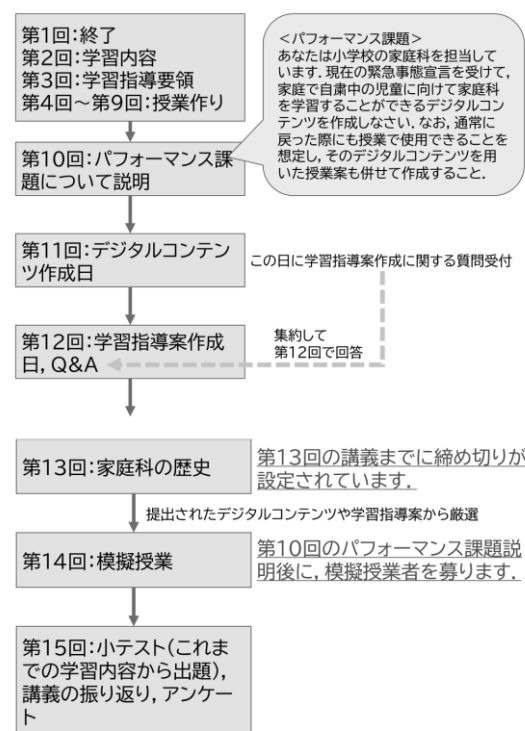 第1回：終了
第2回：学習内容
第3回：学習指導要領
第4回～第9回：授業作り
＜パフォーマンス課題＞
あなたは小学校の家庭科を担当して
います．現在の緊急事態宣言を受けて，
家庭で自粛中の児童に向けて家庭科
を学習することができるデジタルコン
テンツを作成しなさい．なお，通常に
戻った際にも授業で使用できることを
想定し，そのデジタルコンテンツを用
いた授業案も併せて作成すること．
第10回：パフォーマンス課
題について説明
第11回：デジタルコンテン
ツ作成日
この日に学習指導案作成に関する質問受付
第12回：学習指導案作成
日，Q&A
集約して
第12回で回答
第13回：家庭科の歴史
第13回の講義までに締め切りが
設定されています．
提出されたデジタルコンテンツや学習指導案から厳選
第14回：模擬授業
第10回のパフォーマンス課題説
明後に，模擬授業者を募ります．
第15回：小テスト（これま
での学習内容から出題），
講義の振り返り，アンケー
ト